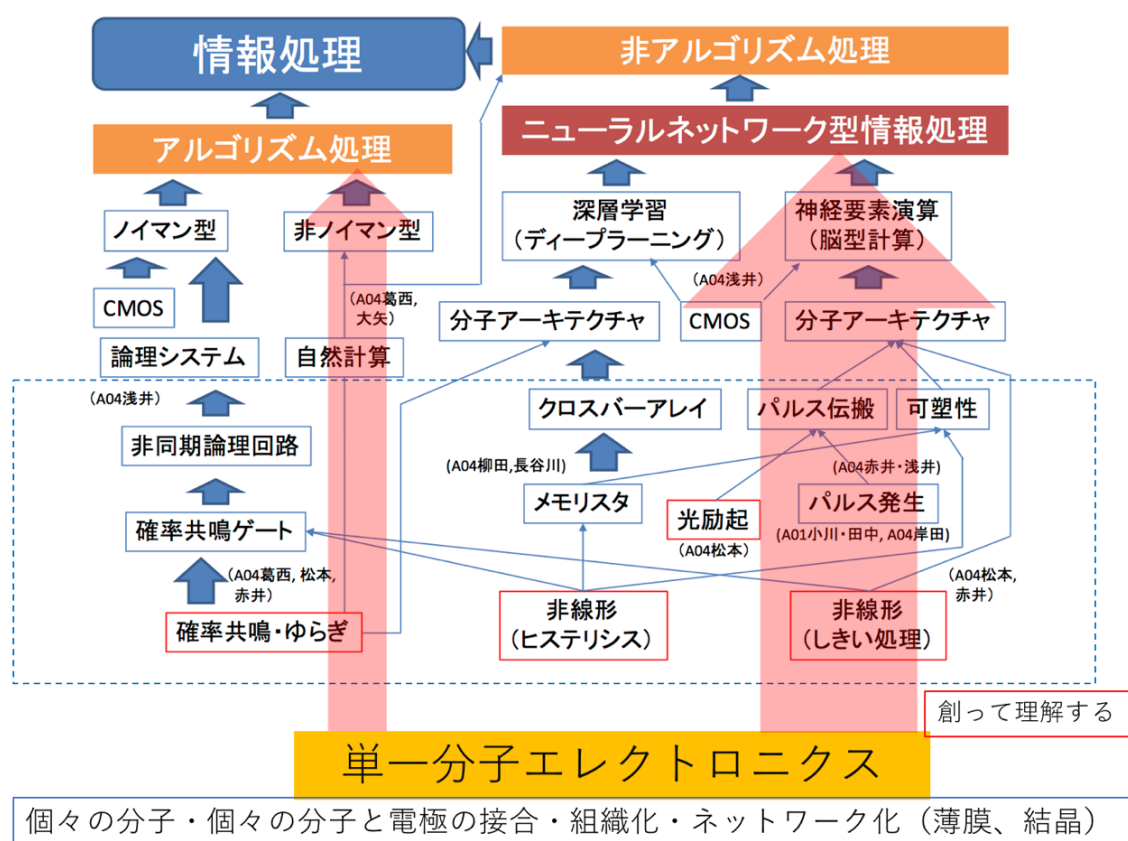 情報処理
非アルゴリズム処理
アルゴリズム処理
ニューラルネットワーク型情報処理
ノイマン型
非ノイマン型
深層学習
(ディープラーニング)
神経要素演算
(脳型計算)
CMOS
(A04葛西,
大矢)
分子アーキテクチャ
(A04浅井)
CMOS
分子アーキテクチャ
論理システム
自然計算
(A04浅井)
クロスバーアレイ
パルス伝搬
可塑性
非同期論理回路
(A04柳田,長谷川)
(A04赤井・浅井)
メモリスタ
光励起
(A04松本)
パルス発生
(A01小川・田中, A04岸田)
確率共鳴ゲート
(A04葛西, 松本,
赤井)
(A04松本,
赤井)
確率共鳴・ゆらぎ
非線形
(ヒステリシス)
非線形
(しきい処理)
創って理解する
単一分子エレクトロニクス
個々の分子・個々の分子と電極の接合・組織化・ネットワーク化（薄膜、結晶）